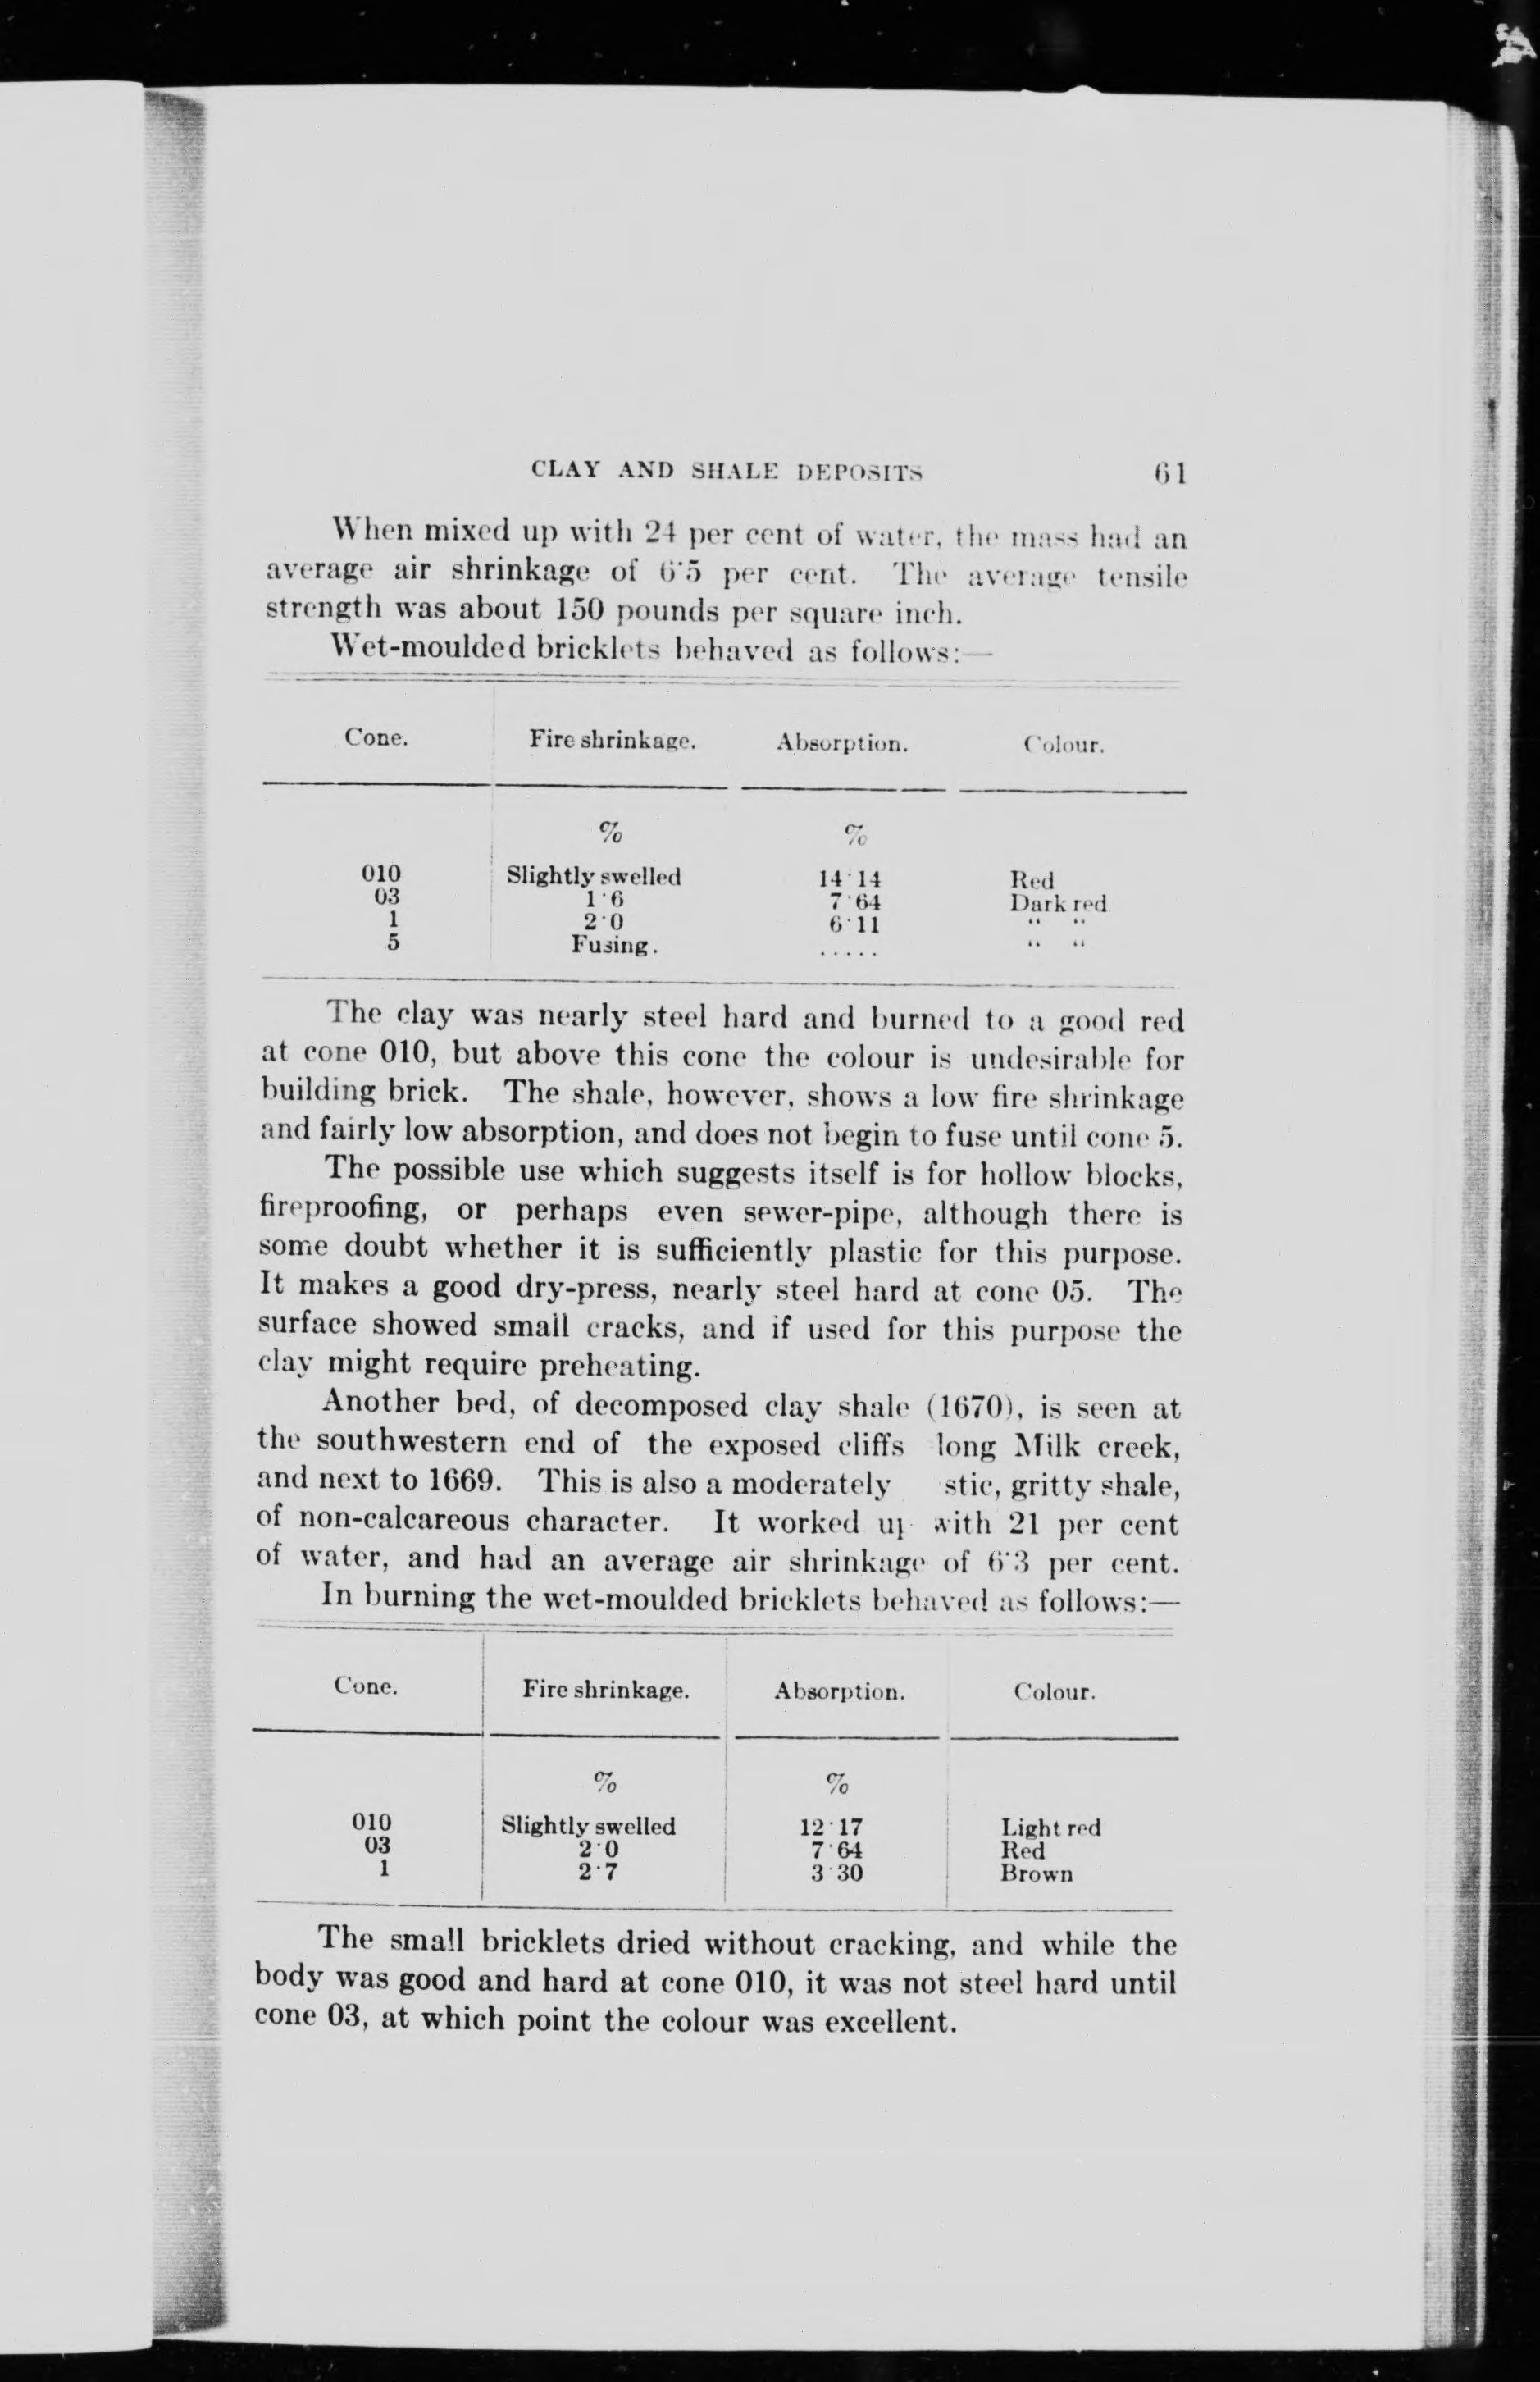 CLAY AND SHALE DEPOSITS 61
When mixed up with 24 per cent of water, the mass had an
average air shrinkage of 6·5 per cent. The average tensile
strength was about 150 pounds per square inch.
Wet-moulded bricklets behaved as follows:—
Cone. Fire shrinkage. Absorption. Colour.
% %
010 Slightly swelled 14·14 Red
03 1·6 7·64 Dark red
1 2·0 6·11 “ “
5 Fusing. ..... “ “
The clay was nearly steel hard and burned to a good red
at cone 010, but above this cone the colour is undesirable for
building brick. The shale, however, shows a low fire shrinkage
and fairly low absorption, and does not begin to fuse until cone 5.
The possible use which suggests itself is for hollow blocks,
fireproofing, or perhaps even sewer-pipe, although there is
some doubt whether it is sufficiently plastic for this purpose.
It makes a good dry-press, nearly steel hard at cone 05. The
surface showed small cracks, and if used for this purpose the
clay might require preheating.
Another bed, of decomposed clay shale (1670), is seen at
the southwestern end of the exposed cliffs long Milk creek,
and next to 1669. This is also a moderately stic, gritty shale,
of non-calcareous character. It worked up with 21 per cent
of water, and had an average air shrinkage of 6·3 per cent.
In burning the wet-moulded bricklets behaved as follows:—
Cone. Fire shrinkage. Absorption. Colour.
% %
010 Slightly swelled 12·17 Light red
03 2·0 7·64 Red
1 2·7 3·30 Brown
The small bricklets dried without cracking, and while the
body was good and hard at cone 010, it was not steel hard until
cone 03, at which point the colour was excellent.